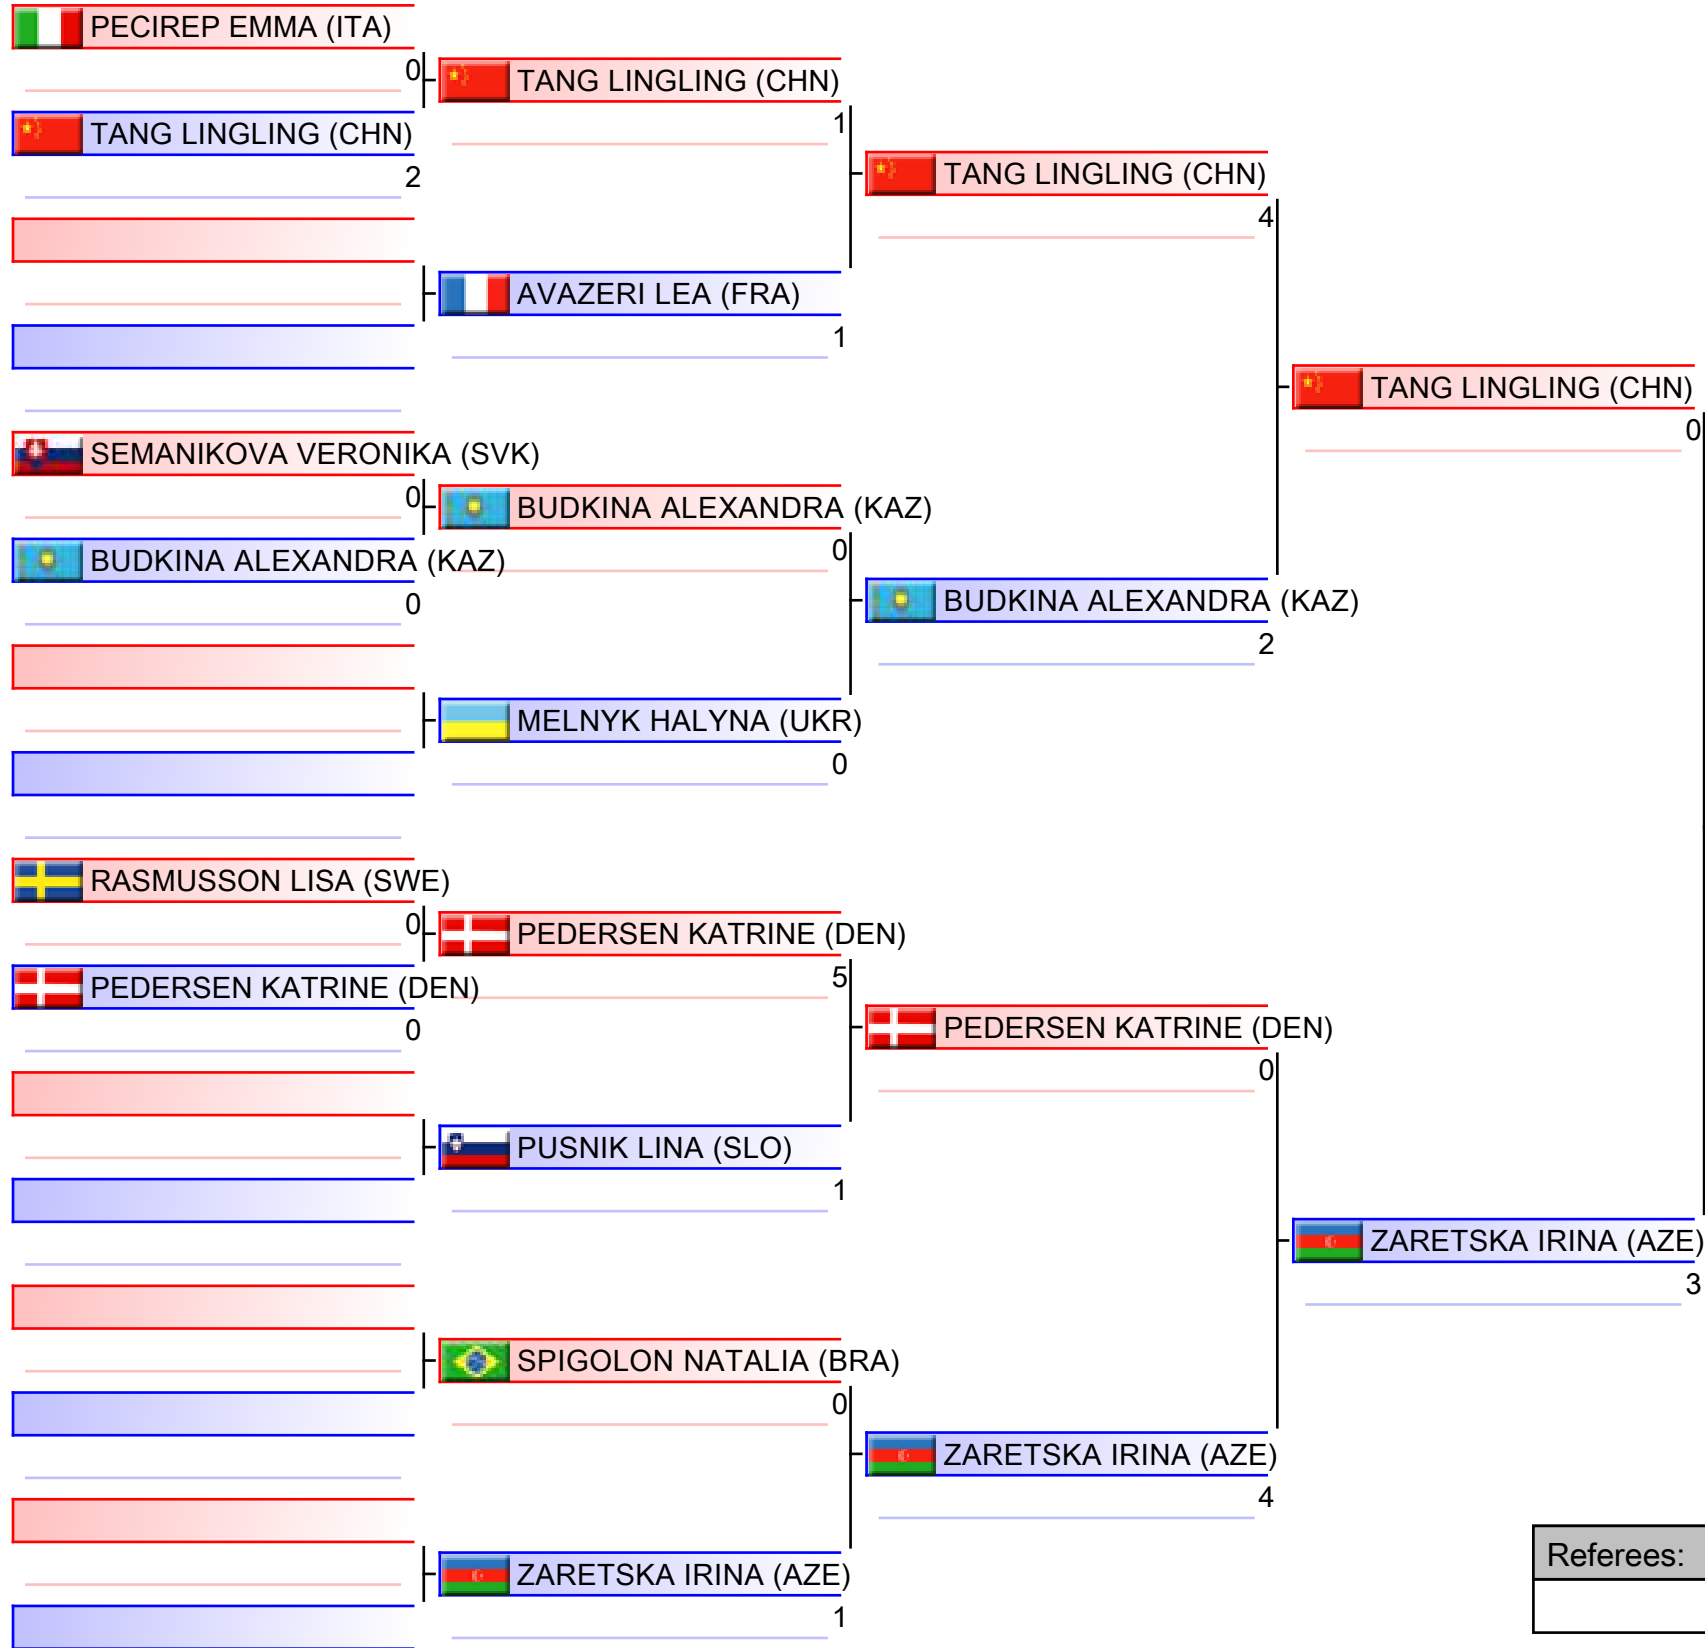 PECIREP EMMA (ITA)
0
TANG LINGLING (CHN)
2
SEMANIKOVA VERONIKA (SVK)
0
BUDKINA ALEXANDRA (KAZ)
0
RASMUSSON LISA (SWE)
0
PEDERSEN KATRINE (DEN)
0
TANG LINGLING (CHN)
1
AVAZERI LEA (FRA)
1
BUDKINA ALEXANDRA (KAZ)
0
MELNYK HALYNA (UKR)
0
PEDERSEN KATRINE (DEN)
5
PUSNIK LINA (SLO)
1
SPIGOLON NATALIA (BRA)
0
ZARETSKA IRINA (AZE)
1
TANG LINGLING (CHN)
4
BUDKINA ALEXANDRA (KAZ)
2
PEDERSEN KATRINE (DEN)
0
ZARETSKA IRINA (AZE)
4
TANG LINGLING (CHN)
0
ZARETSKA IRINA (AZE)
3
Referees: